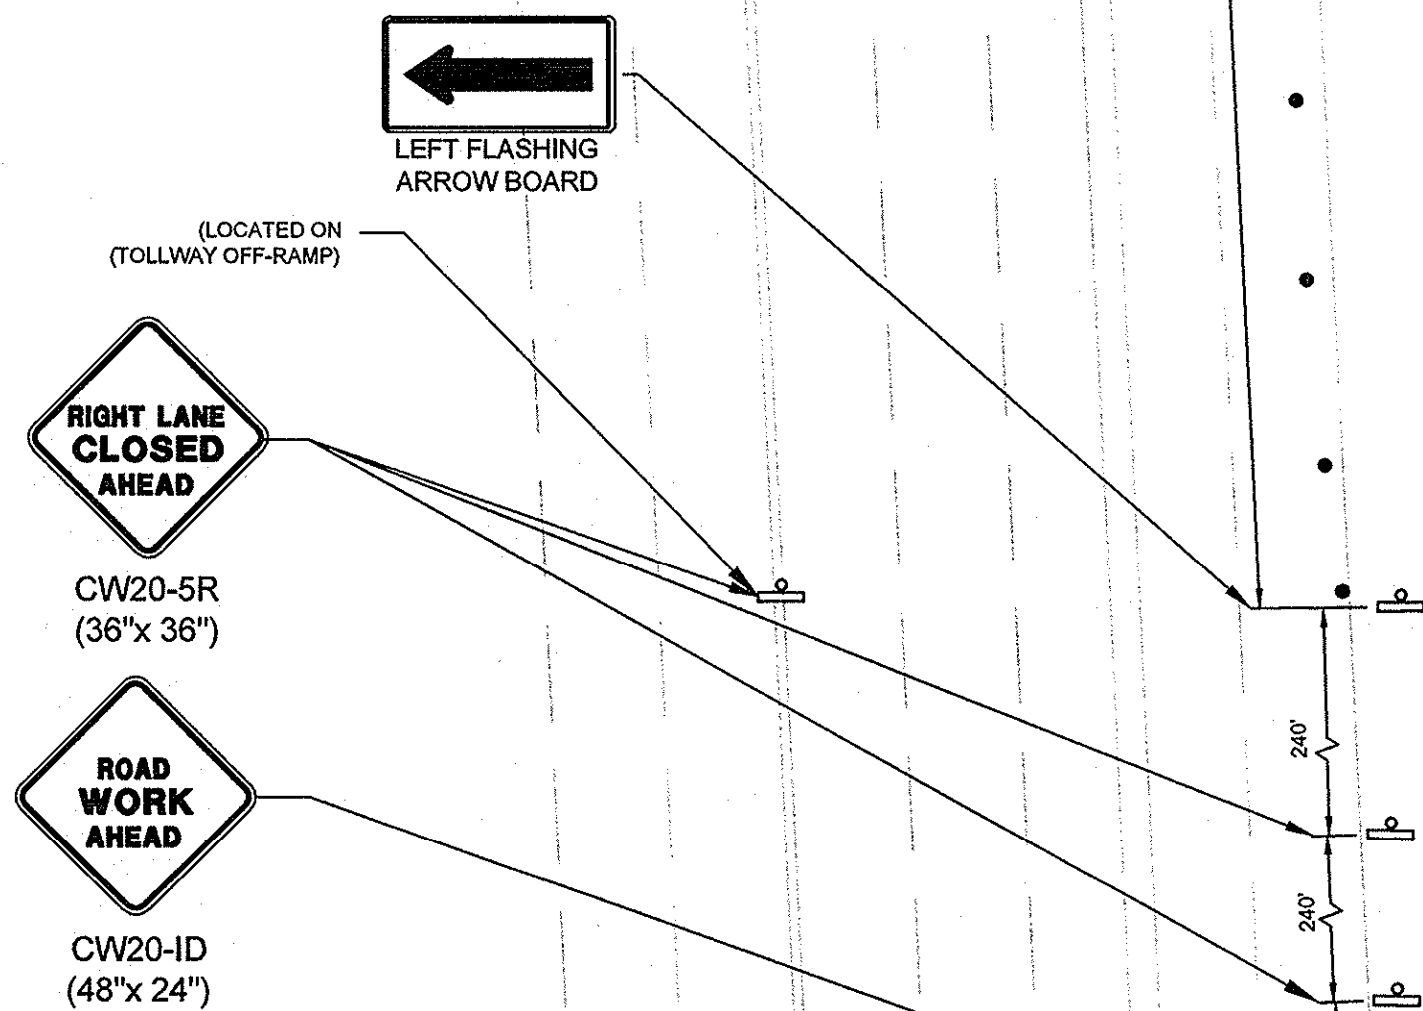 LEFT FLASHING
ARROW BOARD
(LOCATED ON
(TOLLWAY OFF-RAMP)
RIGHT LANE
CLOSED
AHEAD
CW20-5R
(36"x 36")
240'
ROAD
WORK
AHEAD
240'
CW20-ID
(48"x 24")